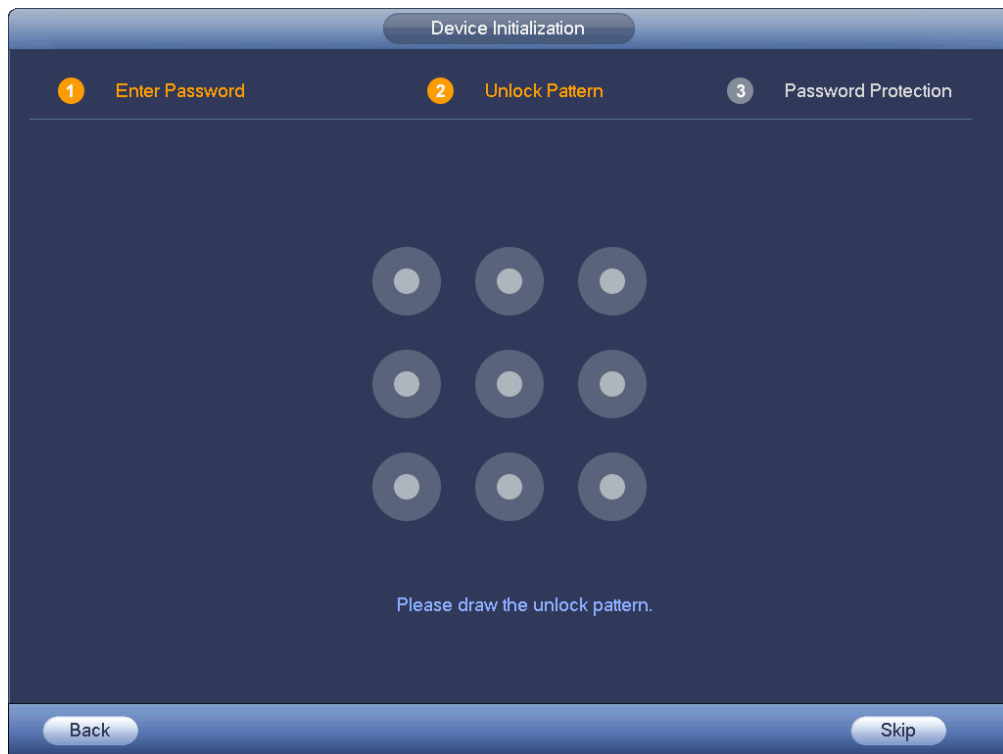 Device Initialization
1 Enter Password 2 Unlock Pattern 3 Password Protection
Please draw the unlock pattern.
Back Skip